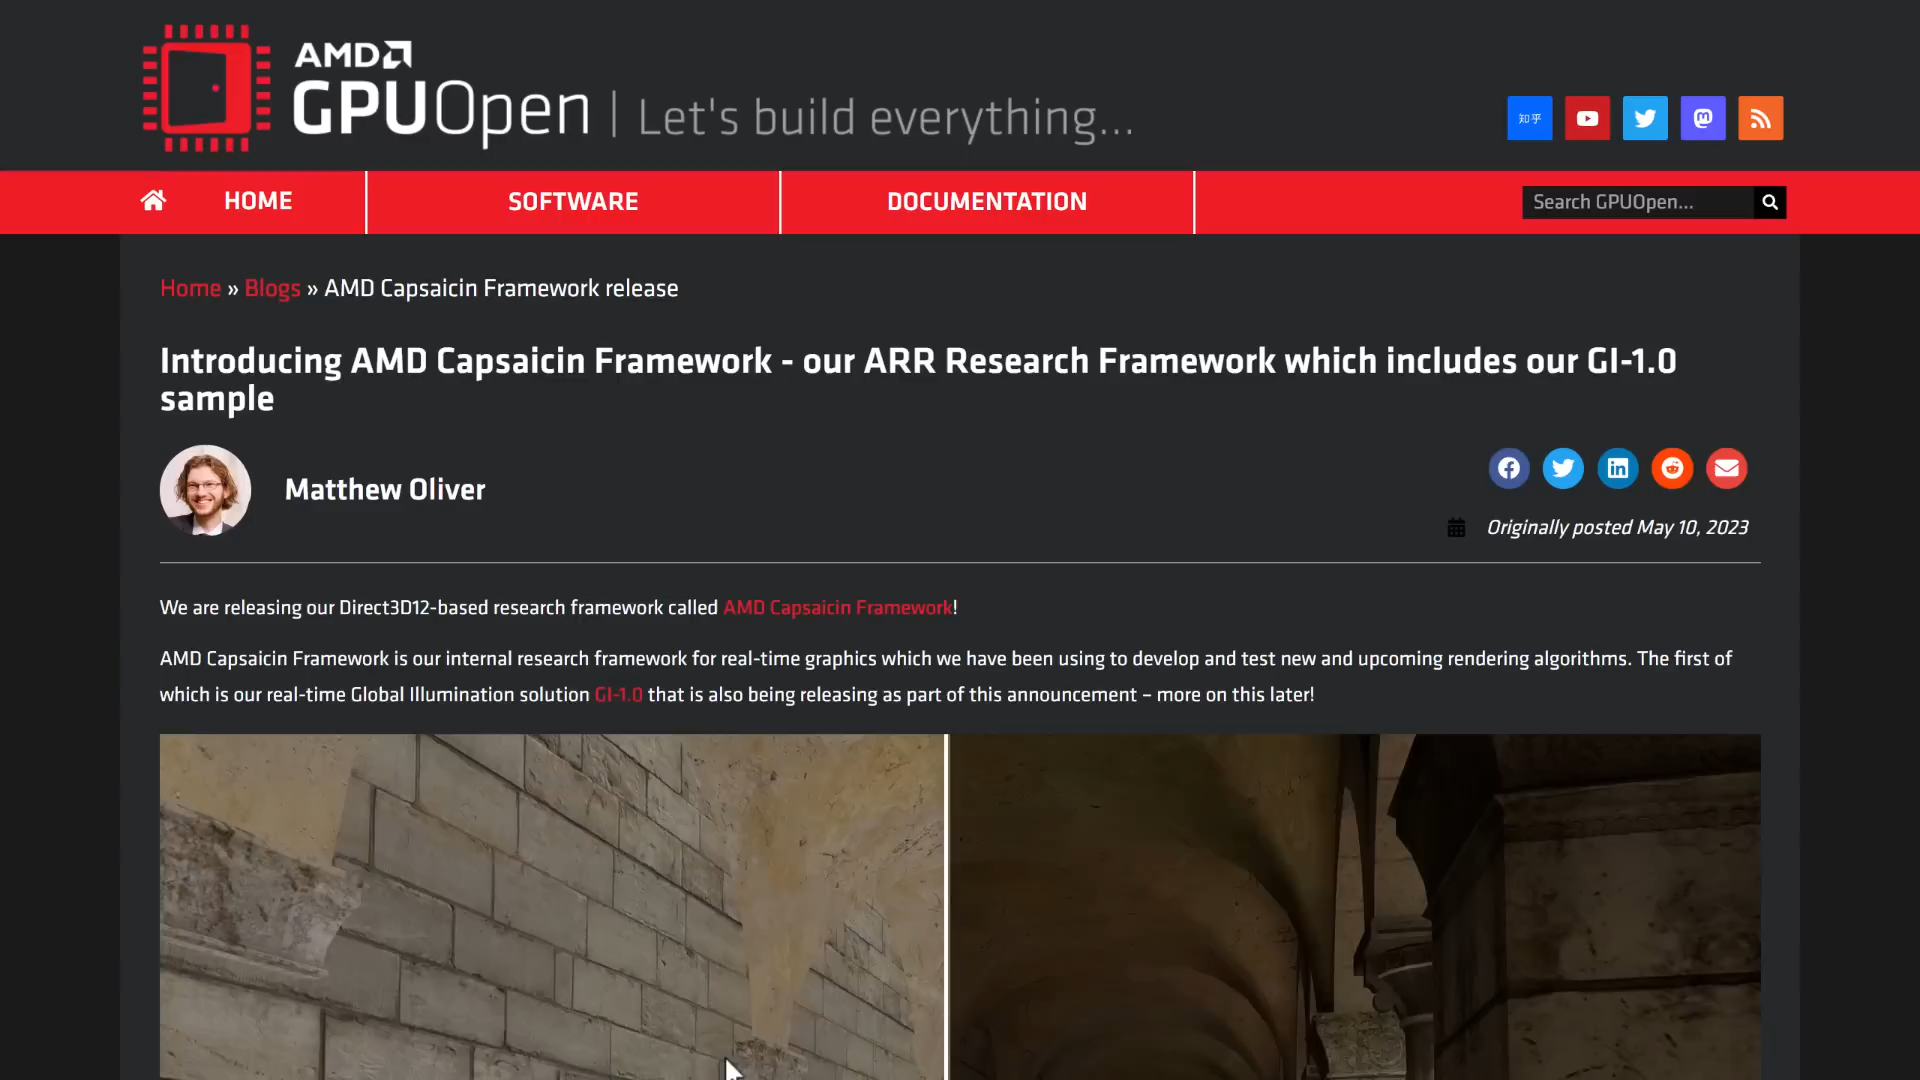 AMD
GPUOpen | Let's build everything...
知乎
HOME
SOFTWARE
DOCUMENTATION
Search GPUOpen...
Home » Blogs » AMD Capsaicin Framework release
Introducing AMD Capsaicin Framework - our ARR Research Framework which includes our GI-1.0
sample
Matthew Oliver
Originally posted May 10, 2023
We are releasing our Direct3D12-based research framework called AMD Capsaicin Framework!
AMD Capsaicin Framework is our internal research framework for real-time graphics which we have been using to develop and test new and upcoming rendering algorithms. The first of
which is our real-time Global Illumination solution GI-1.0 that is also being releasing as part of this announcement – more on this later!